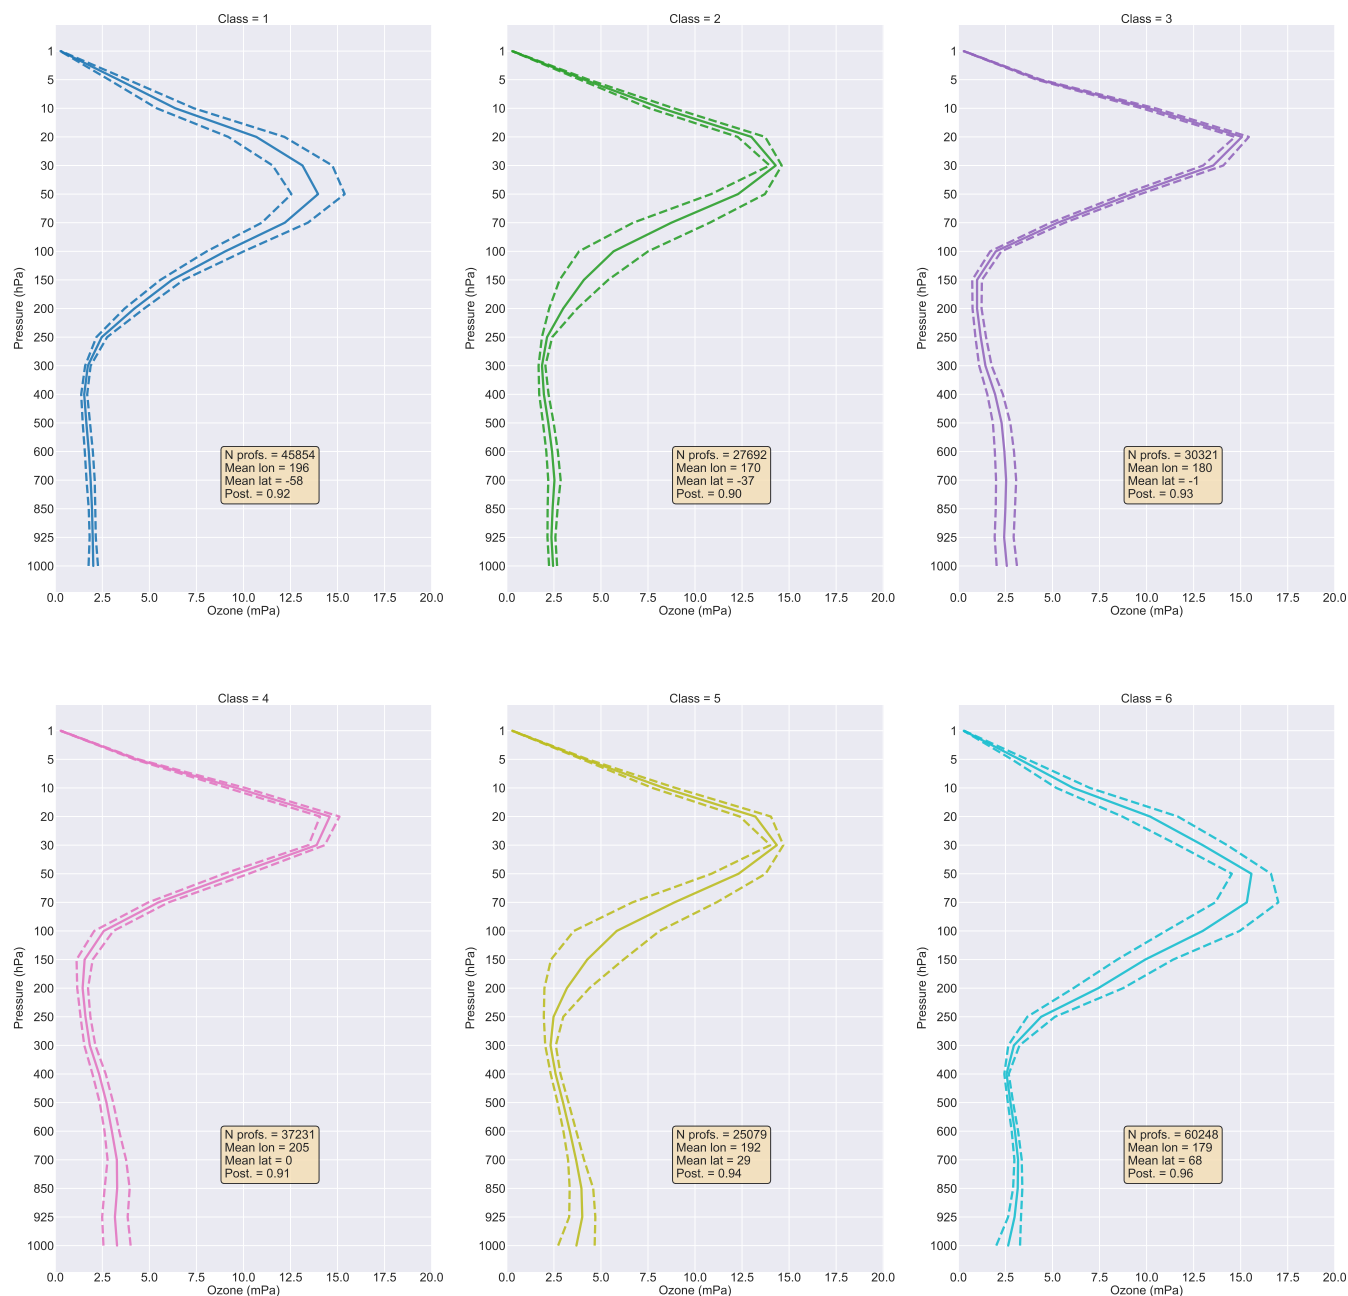 Class = 1
1
5
10
20
30
50
70
100
150
200
250
300
400
500
600
700
850
925
1000
Pressure (hPa)
N profs. = 45854
Mean lon = 196
Mean lat = -58
Post. = 0.92
0.0 2.5 5.0 7.5 10.0 12.5 15.0 17.5 20.0
Ozone (mPa)
Class = 2
1
5
10
20
30
50
70
100
150
200
250
300
400
500
600
700
850
925
1000
Pressure (hPa)
N profs. = 27692
Mean lon = 170
Mean lat = -37
Post. = 0.90
0.0 2.5 5.0 7.5 10.0 12.5 15.0 17.5 20.0
Ozone (mPa)
Class = 3
1
5
10
20
30
50
70
100
150
200
250
300
400
500
600
700
850
925
1000
Pressure (hPa)
N profs. = 30321
Mean lon = 180
Mean lat = -1
Post. = 0.93
0.0 2.5 5.0 7.5 10.0 12.5 15.0 17.5 20.0
Ozone (mPa)
Class = 4
1
5
10
20
30
50
70
100
150
200
250
300
400
500
600
700
850
925
1000
Pressure (hPa)
N profs. = 37231
Mean lon = 205
Mean lat = 0
Post. = 0.91
0.0 2.5 5.0 7.5 10.0 12.5 15.0 17.5 20.0
Ozone (mPa)
Class = 5
1
5
10
20
30
50
70
100
150
200
250
300
400
500
600
700
850
925
1000
Pressure (hPa)
N profs. = 25079
Mean lon = 192
Mean lat = 29
Post. = 0.94
0.0 2.5 5.0 7.5 10.0 12.5 15.0 17.5 20.0
Ozone (mPa)
Class = 6
1
5
10
20
30
50
70
100
150
200
250
300
400
500
600
700
850
925
1000
Pressure (hPa)
N profs. = 60248
Mean lon = 179
Mean lat = 68
Post. = 0.96
0.0 2.5 5.0 7.5 10.0 12.5 15.0 17.5 20.0
Ozone (mPa)